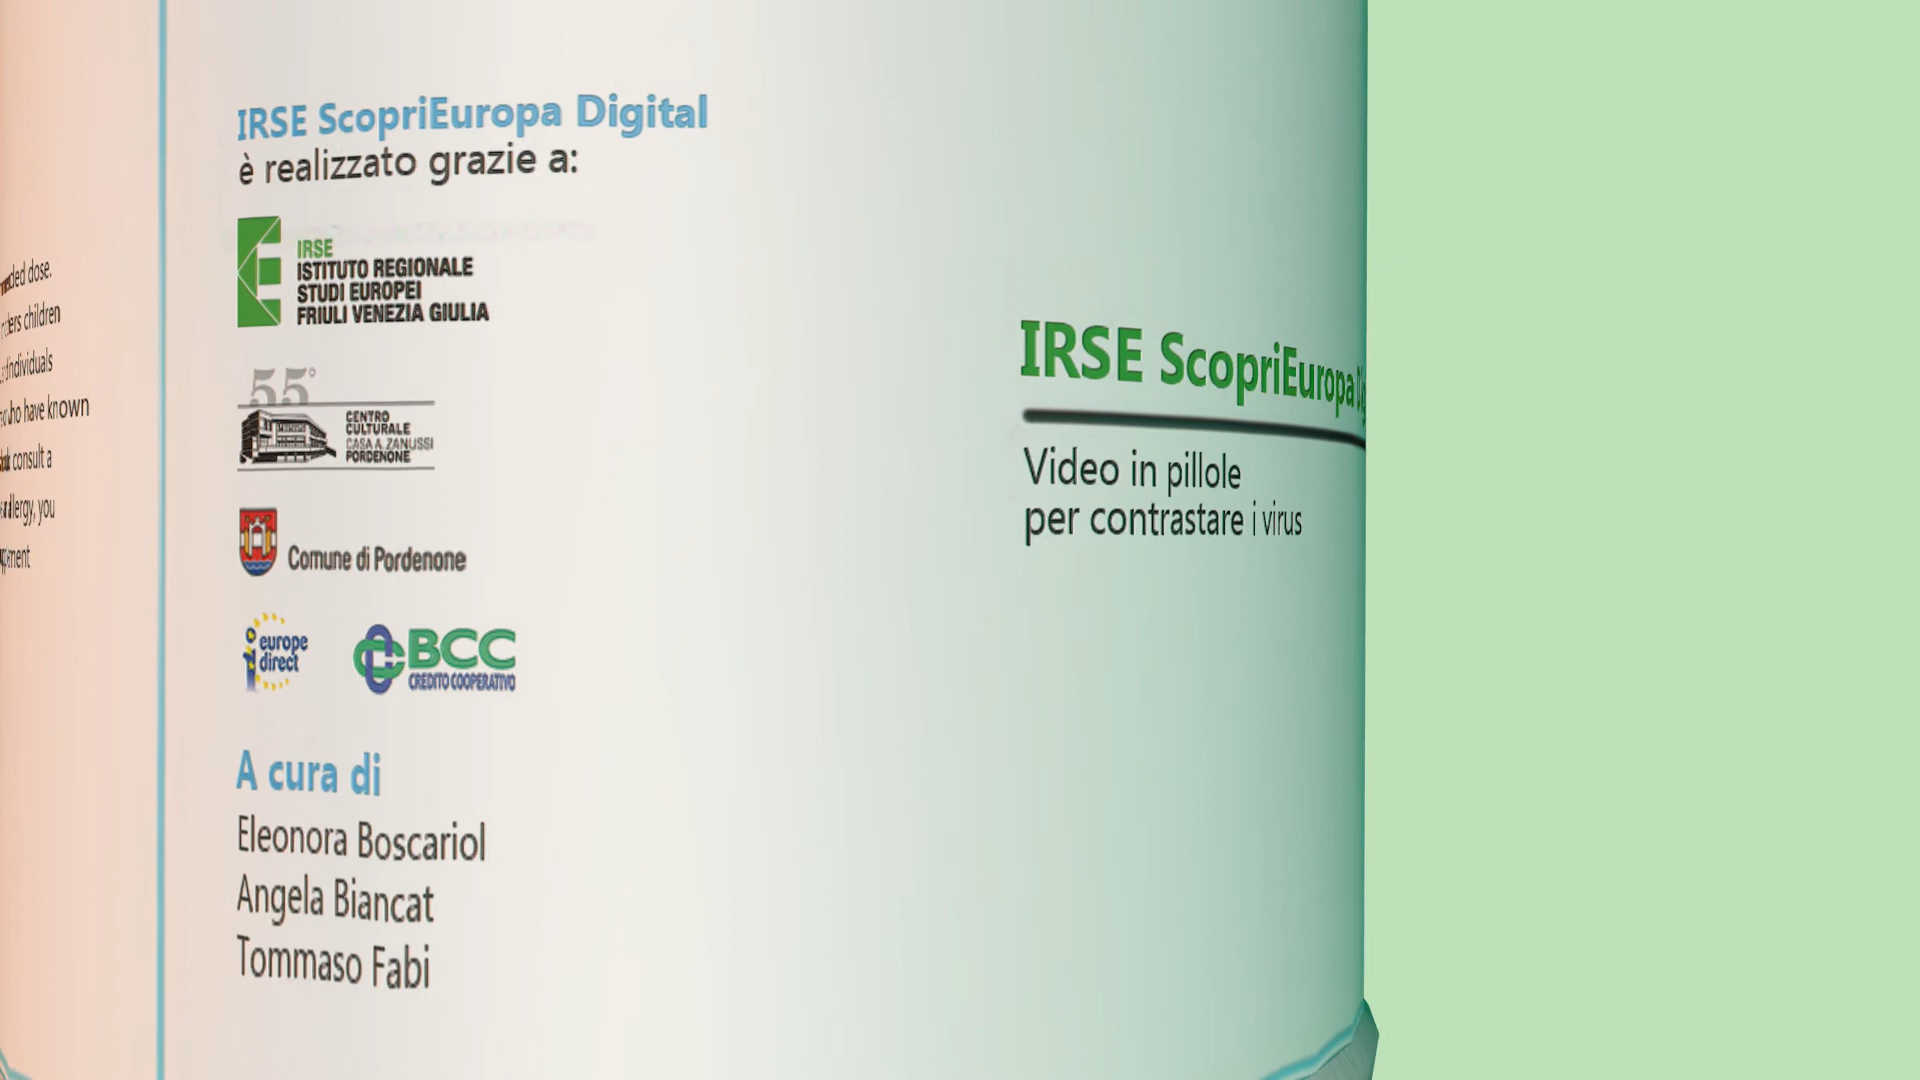 IRSE ScopriEuropa Digital
è realizzato grazie a:
IRSE
ISTITUTO REGIONALE
STUDI EUROPEI
FRIULI VENEZIA GIULIA
55°
CENTRO
CULTURALE
CASA A. ZANUSSI
PORDENONE
Comune di Pordenone
europe
direct
BCC
CREDITO COOPERATIVO
A cura di
Eleonora Boscariol
Angela Biancat
Tommaso Fabi
IRSE ScopriEuropa
Video in pillole
per contrastare i virus
dose.
children
individuals
who have known
consult a
allergy, you